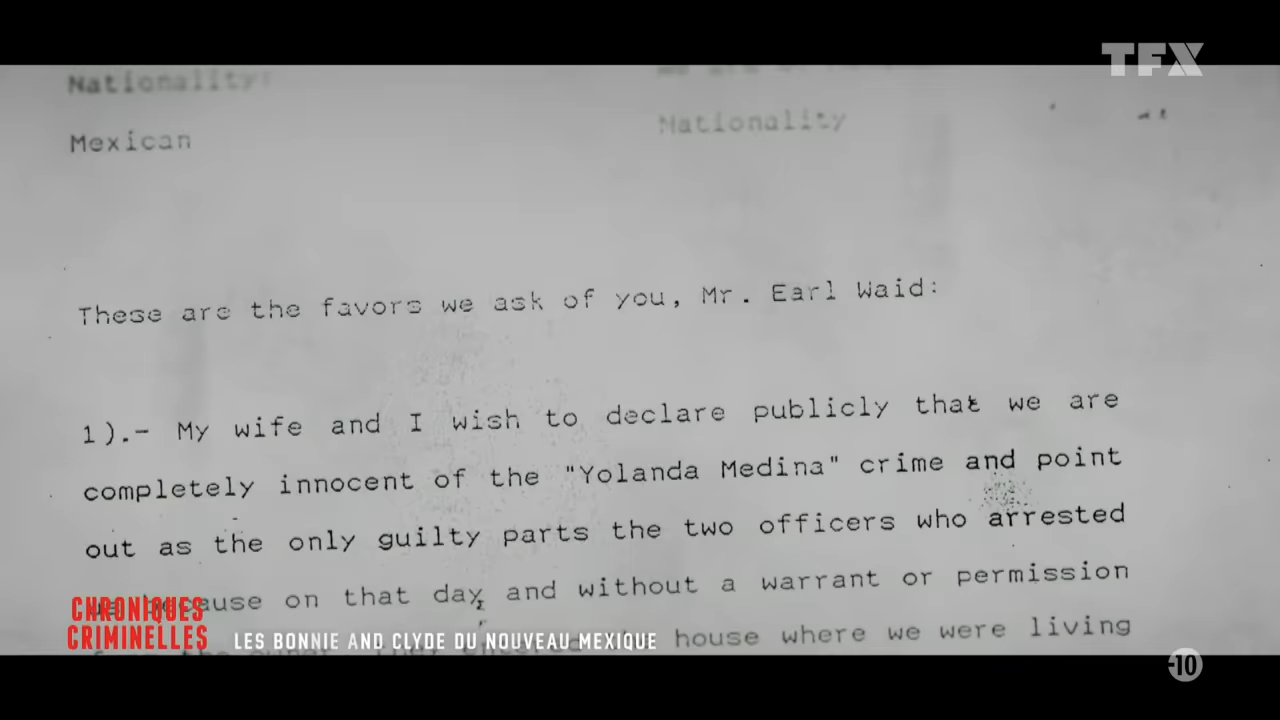 TFX
Nationality:
Mexican
Nationality
These are the favors we ask of you, Mr. Earl Waid:
1).- My wife and I wish to declare publicly that we are
completely innocent of the "Yolanda Medina" crime and point
out as the only guilty parts the two officers who arrested
because on that day, and without a warrant or permission
house where we were living
CHRONIQUES
CRIMINELLES
LES BONNIE AND CLYDE DU NOUVEAU MEXIQUE
-10